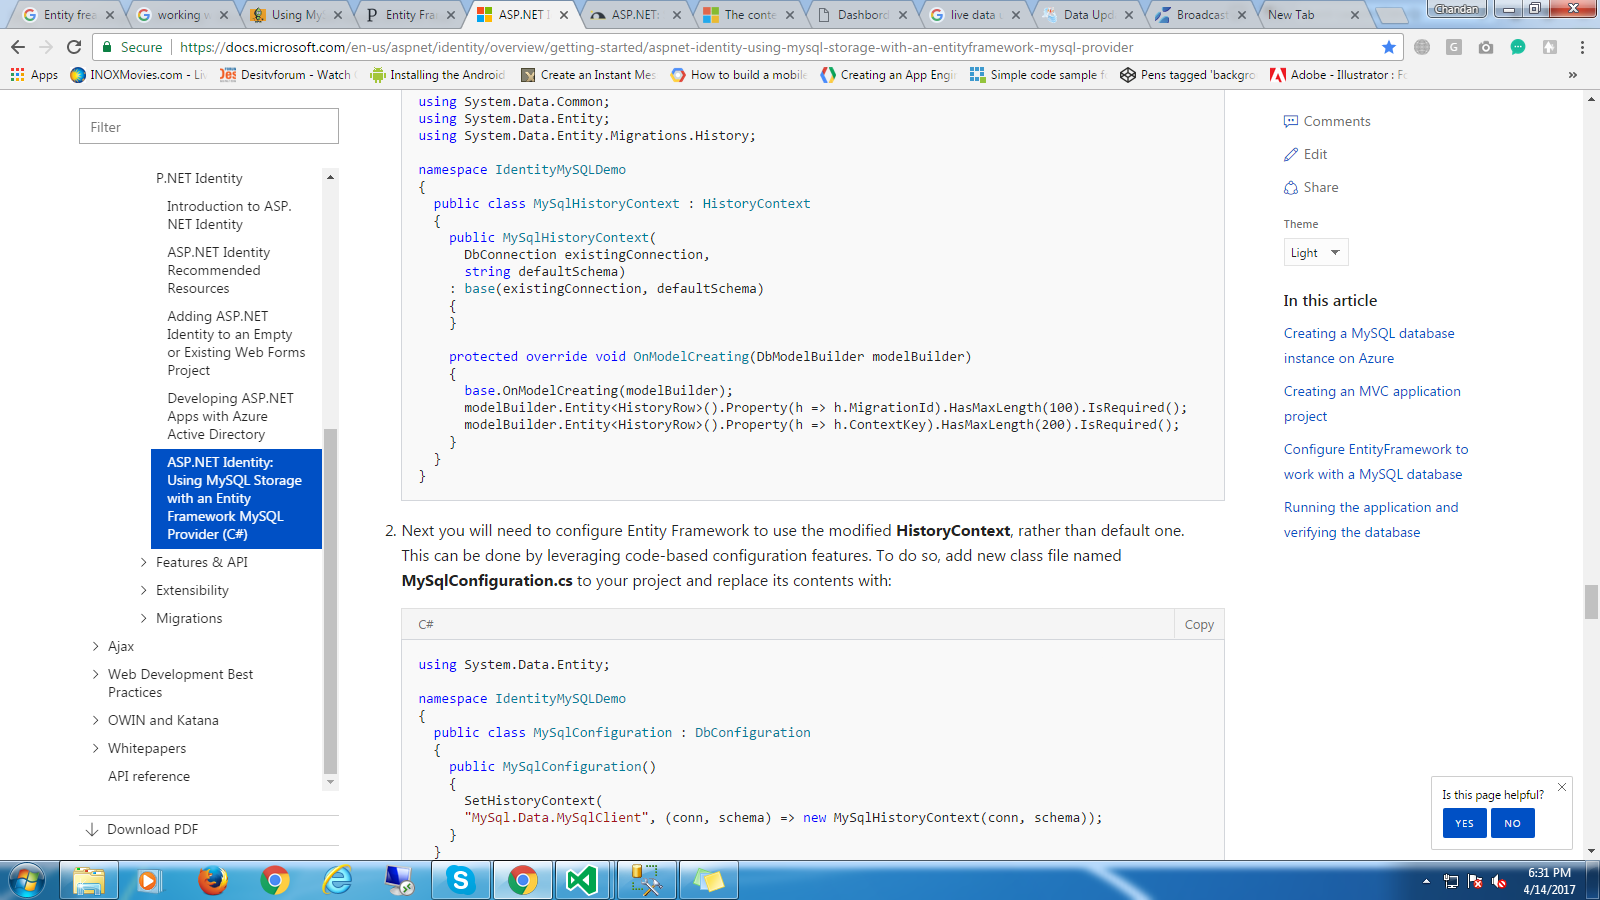 Entity frea
working w
Using MyS
Entity Fra
ASP.NET I
ASP.NET:
The conte
Dashbord
live data u
Data Upd
Broadcast
New Tab
Chandan
Secure
https://docs.microsoft.com/en-us/aspnet/identity/overview/getting-started/aspnet-identity-using-mysql-storage-with-an-entityframework-mysql-provider
Apps
INOXMovies.com - Li
Desitvforum - Watch
Installing the Android
Create an Instant Mes
How to build a mobile
Creating an App Engi
Simple code sample f
Pens tagged 'backgro
Adobe - Illustrator : Fo
»
Filter
P.NET Identity
Introduction to ASP.
NET Identity
ASP.NET Identity
Recommended
Resources
Adding ASP.NET
Identity to an Empty
or Existing Web Forms
Project
Developing ASP.NET
Apps with Azure
Active Directory
ASP.NET Identity:
Using MySQL Storage
with an Entity
Framework MySQL
Provider (C#)
Features & API
Extensibility
Migrations
Ajax
Web Development Best
Practices
OWIN and Katana
Whitepapers
API reference
Download PDF
using System.Data.Common;
using System.Data.Entity;
using System.Data.Entity.Migrations.History;
namespace IdentityMySQLDemo
{
public class MySqlHistoryContext : HistoryContext
{
public MySqlHistoryContext(
DbConnection existingConnection,
string defaultSchema)
: base(existingConnection, defaultSchema)
{
}
protected override void OnModelCreating(DbModelBuilder modelBuilder)
{
base.OnModelCreating(modelBuilder);
modelBuilder.Entity<HistoryRow>().Property(h => h.MigrationId).HasMaxLength(100).IsRequired();
modelBuilder.Entity<HistoryRow>().Property(h => h.ContextKey).HasMaxLength(200).IsRequired();
}
}
}
2. Next you will need to configure Entity Framework to use the modified HistoryContext, rather than default one.
This can be done by leveraging code-based configuration features. To do so, add new class file named
MySqlConfiguration.cs to your project and replace its contents with:
C#
Copy
using System.Data.Entity;
namespace IdentityMySQLDemo
{
public class MySqlConfiguration : DbConfiguration
{
public MySqlConfiguration()
{
SetHistoryContext(
"MySql.Data.MySqlClient", (conn, schema) => new MySqlHistoryContext(conn, schema));
}
}
Comments
Edit
Share
Theme
Light
In this article
Creating a MySQL database
instance on Azure
Creating an MVC application
project
Configure EntityFramework to
work with a MySQL database
Running the application and
verifying the database
Is this page helpful?
YES
NO
6:31 PM
4/14/2017